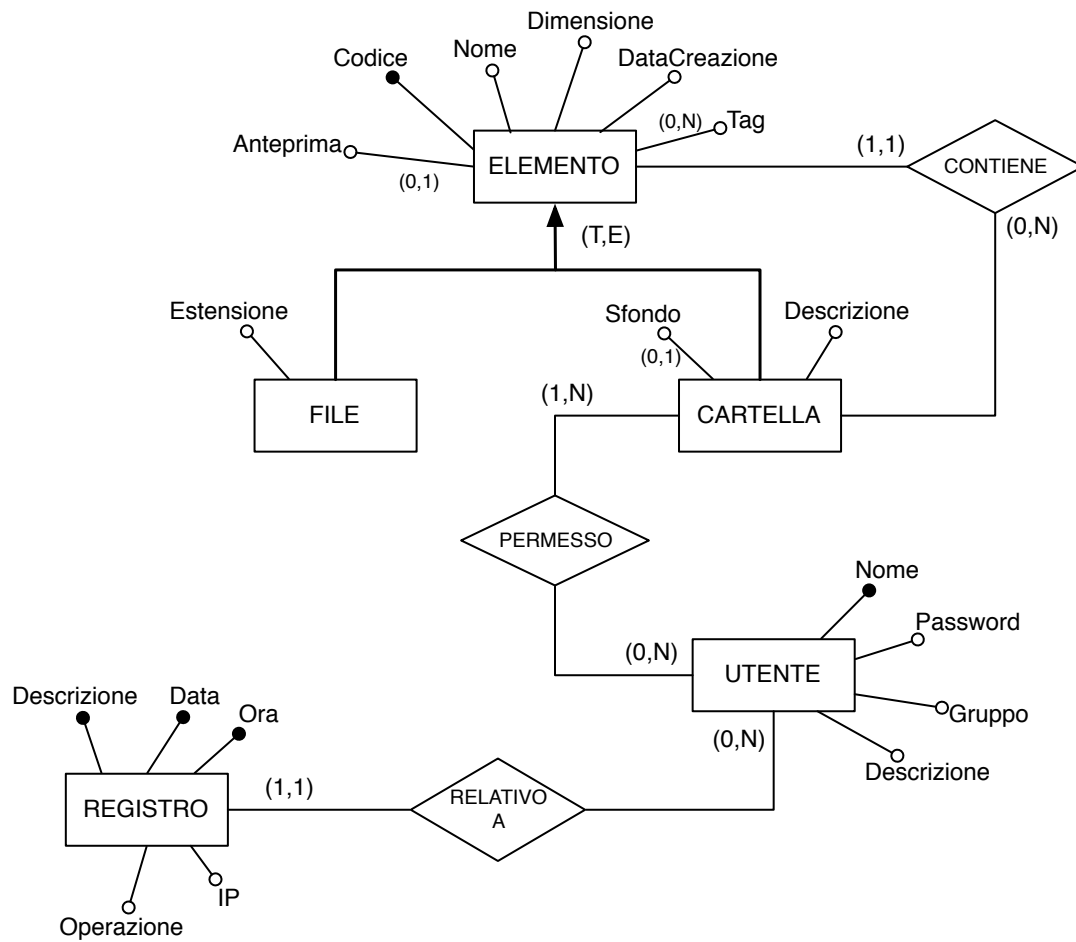 Dimensione
Nome
Codice
DataCreazione
(0,N)
Tag
Anteprima
(0,1)
ELEMENTO
(1,1)
CONTIENE
(T,E)
(0,N)
Estensione
Sfondo
(0,1)
Descrizione
FILE
(1,N)
CARTELLA
PERMESSO
Nome
Password
(0,N)
UTENTE
Gruppo
(0,N)
Descrizione
Descrizione
Data
Ora
REGISTRO
(1,1)
RELATIVO
A
IP
Operazione